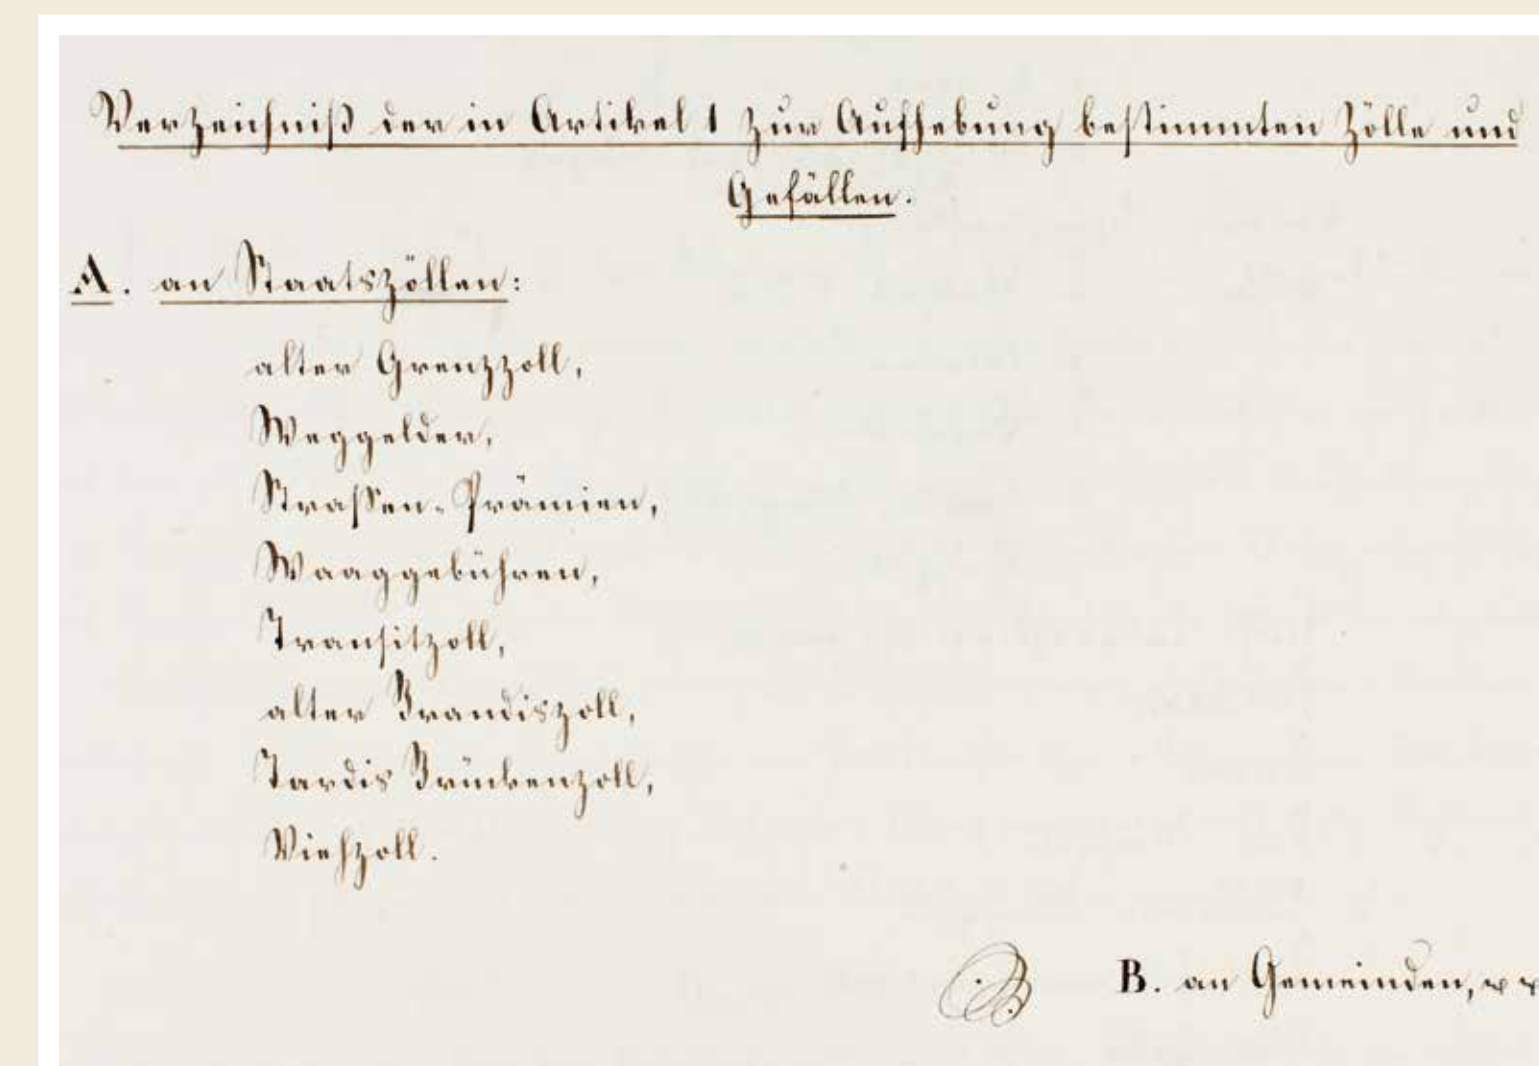 Verzeichniß der in Artikel 1 zur Aufhebung bestimmten Zölle und
Gefällen.
A. an Staatszöllen:
alter Grenzzoll,
Weggelder,
Strassen-Prämien,
Waaggebühren,
Transitzoll,
alter Brandiszoll,
Tardis Brückenzoll,
Viehzoll.
B. an Gemeinden,